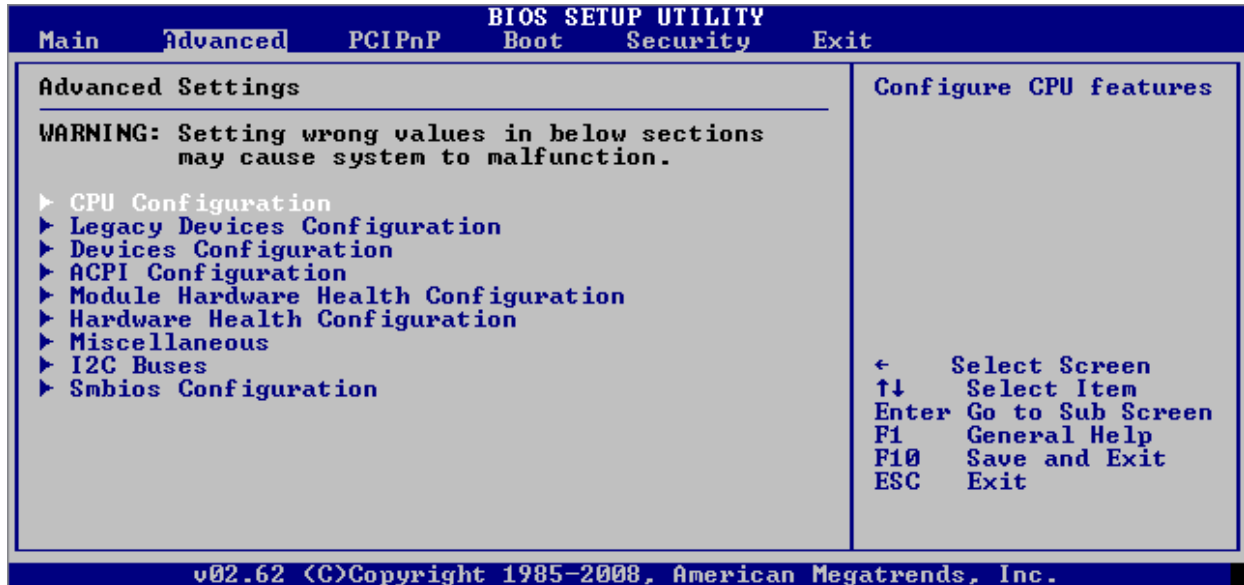 BIOS SETUP UTILITY
Main Advanced PCIPnP Boot Security Exit
Advanced Settings
WARNING: Setting wrong values in below sections
may cause system to malfunction.
► CPU Configuration
► Legacy Devices Configuration
► Devices Configuration
► ACPI Configuration
► Module Hardware Health Configuration
► Hardware Health Configuration
► Miscellaneous
► I2C Buses
► Smbios Configuration
Configure CPU features
← Select Screen
↑↓ Select Item
Enter Go to Sub Screen
F1 General Help
F10 Save and Exit
ESC Exit
v02.62 (C)Copyright 1985-2008, American Megatrends, Inc.